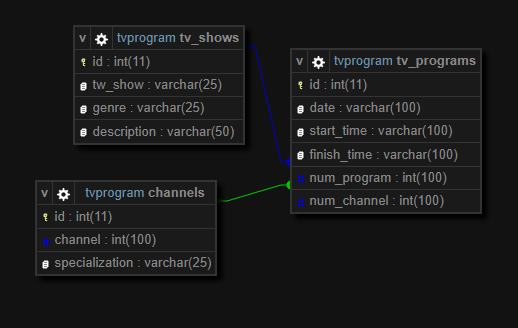 v tvprogram tv_shows
id : int(11)
tw_show : varchar(25)
genre : varchar(25)
description : varchar(50)
v tvprogram tv_programs
id : int(11)
date : varchar(100)
start_time : varchar(100)
finish_time : varchar(100)
num_program : int(100)
num_channel : int(100)
v tvprogram channels
id : int(11)
channel : int(100)
specialization : varchar(25)